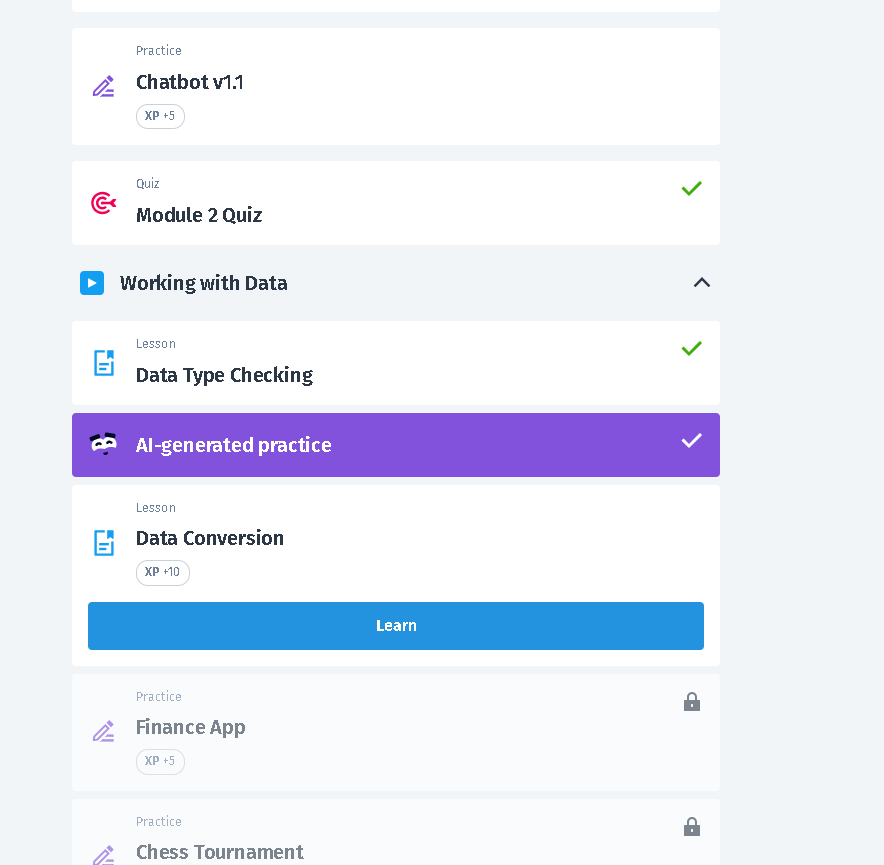 Practice
Chatbot v1.1
XP +5
Quiz
Module 2 Quiz
Working with Data
Lesson
Data Type Checking
AI-generated practice
Lesson
Data Conversion
XP +10
Learn
Practice
Finance App
XP +5
Practice
Chess Tournament